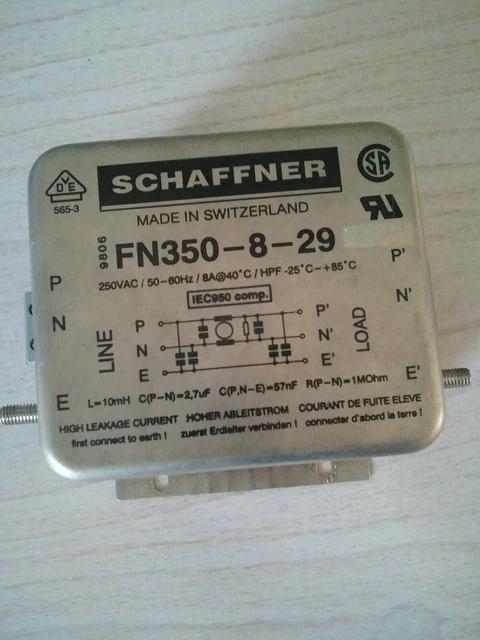 VDE
565-3
SCHAFFNER
SA
MADE IN SWITZERLAND
9806
FN350-8-29
250VAC / 50-60Hz / 8A@40°C / HPF -25°C-+85°C
IEC950 comp.
P
N
E
LINE
P
N
E
P'
N'
E'
LOAD
P'
N'
E'
L=10mH C(P-N)=2,7uF C(P,N-E)=57nF R(P-N)=1MOhm
HIGH LEAKAGE CURRENT HOHER ABLEITSTROM COURANT DE FUITE ELEVE
first connect to earth ! zuerst Erdleiter verbinden ! connecter d'abord la terre !